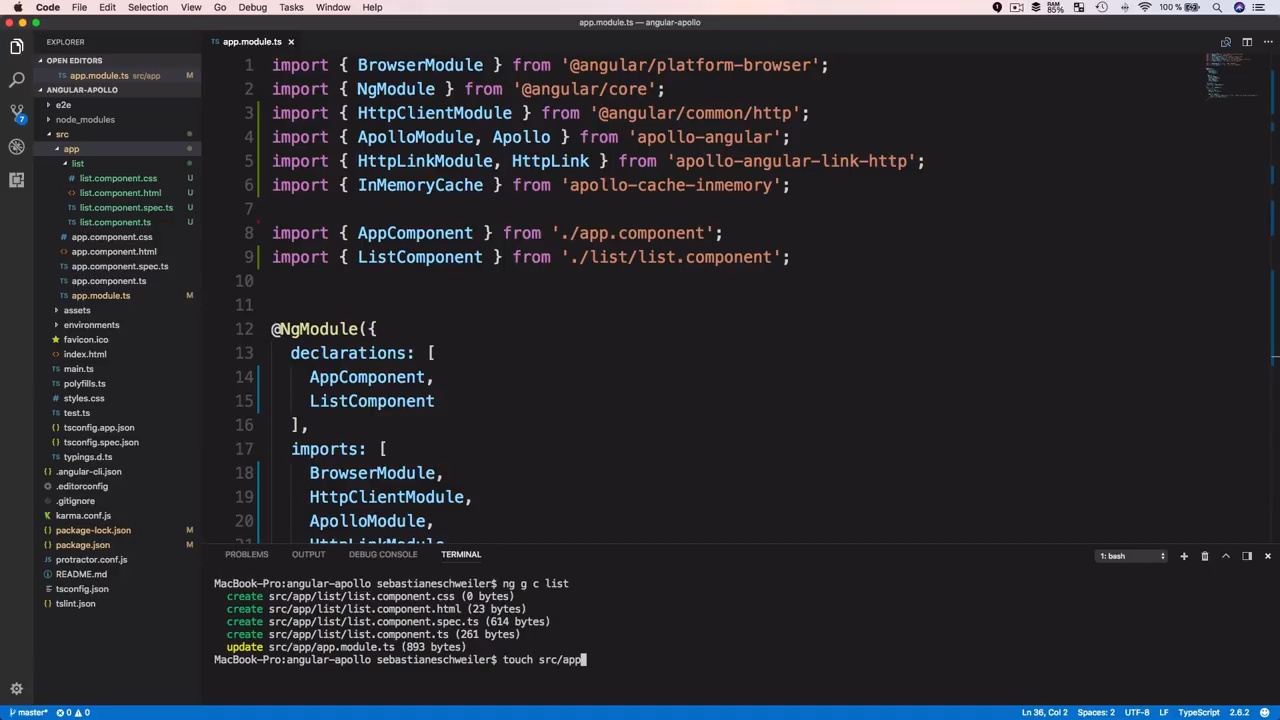 Code File Edit Selection View Go Debug Tasks Window Help RAM 85% 100 %
app.module.ts — angular-apollo
EXPLORER
OPEN EDITORS
app.module.ts src/app M
ANGULAR-APOLLO
e2e
node_modules
src
app
list
list.component.css U
list.component.html U
list.component.spec.ts U
list.component.ts U
app.component.css
app.component.html
app.component.spec.ts
app.component.ts
app.module.ts M
assets
environments
favicon.ico
index.html
main.ts
polyfills.ts
styles.css
test.ts
tsconfig.app.json
tsconfig.spec.json
typings.d.ts
.angular-cli.json
.editorconfig
.gitignore
karma.conf.js
package-lock.json M
package.json M
protractor.conf.js
README.md
tsconfig.json
tslint.json
7
app.module.ts
1 import { BrowserModule } from '@angular/platform-browser';
2 import { NgModule } from '@angular/core';
3 import { HttpClientModule } from '@angular/common/http';
4 import { ApolloModule, Apollo } from 'apollo-angular';
5 import { HttpLinkModule, HttpLink } from 'apollo-angular-link-http';
6 import { InMemoryCache } from 'apollo-cache-inmemory';
7
8 import { AppComponent } from './app.component';
9 import { ListComponent } from './list/list.component';
10
11
12 @NgModule({
13 declarations: [
14 AppComponent,
15 ListComponent
16 ],
17 imports: [
18 BrowserModule,
19 HttpClientModule,
20 ApolloModule,
21 HttpLinkModule
PROBLEMS OUTPUT DEBUG CONSOLE TERMINAL 1: bash
MacBook-Pro:angular-apollo sebastianeschweiler$ ng g c list
create src/app/list/list.component.css (0 bytes)
create src/app/list/list.component.html (23 bytes)
create src/app/list/list.component.spec.ts (614 bytes)
create src/app/list/list.component.ts (261 bytes)
update src/app/app.module.ts (893 bytes)
MacBook-Pro:angular-apollo sebastianeschweiler$ touch src/app
master* 0 0 Ln 36, Col 2 Spaces: 2 UTF-8 LF TypeScript 2.6.2